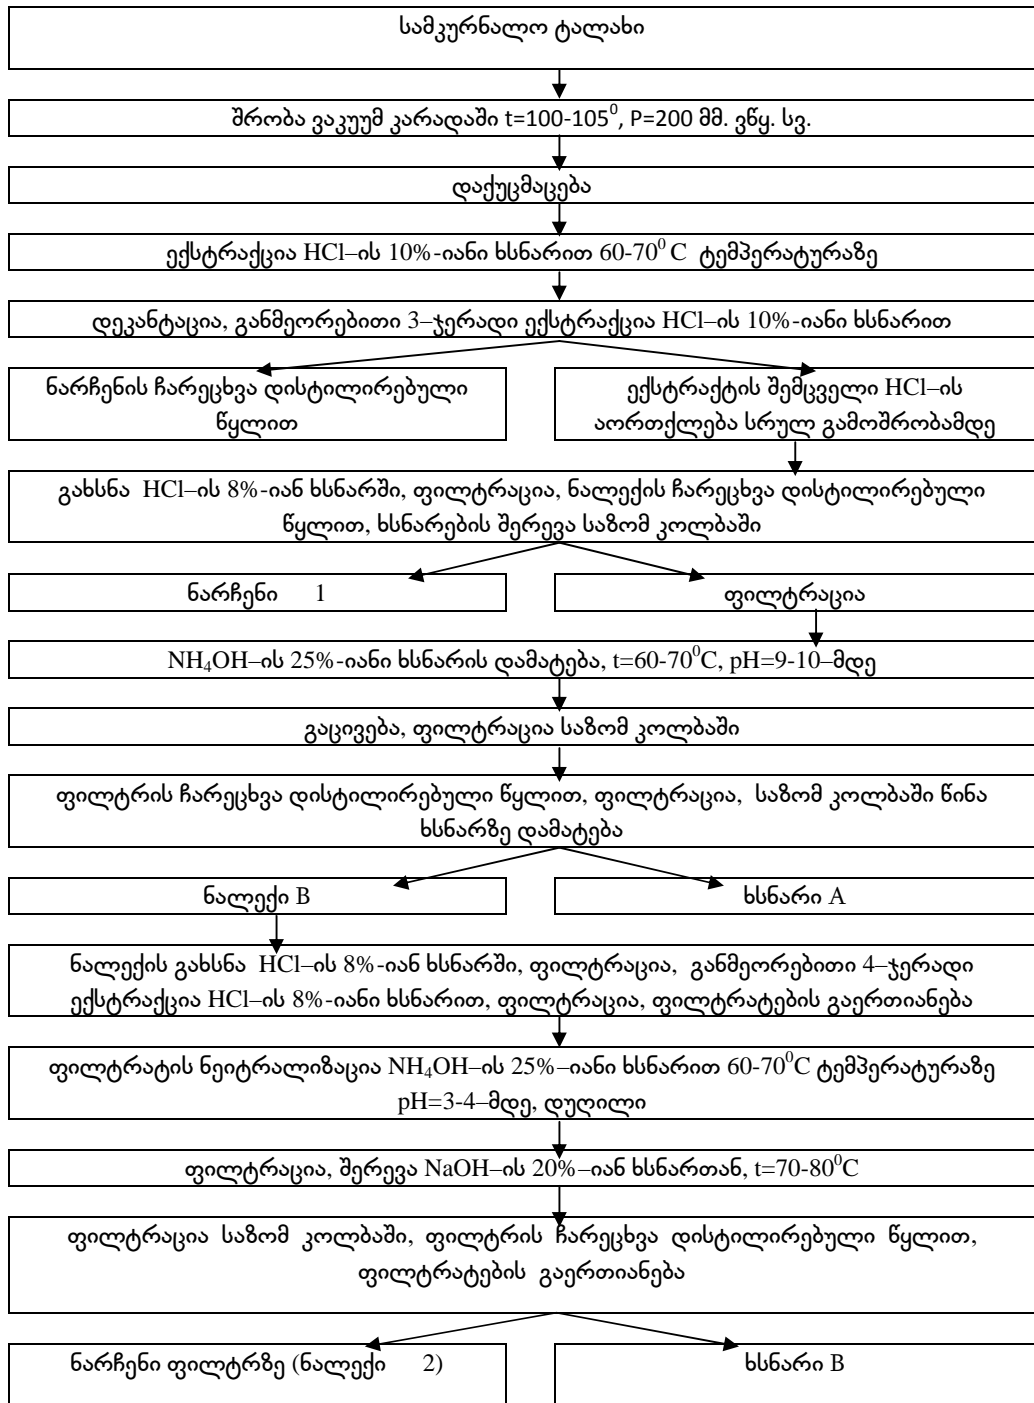 სამკურნალო ტალახი
შრობა ვაკუუმ კარადაში t=100-105⁰, P=200 მმ. ვწყ. სვ.
დაქუცმაცება
ექსტრაქცია HCl–ის 10%-იანი ხსნარით 60-70⁰ C ტემპერატურაზე
დეკანტაცია, განმეორებითი 3–ჯერადი ექსტრაქცია HCl–ის 10%-იანი ხსნარით
ნარჩენის ჩარეცხვა დისტილირებული
წყლით
ექსტრაქტის შემცველი HCl–ის
აორთქლება სრულ გამოშრობამდე
გახსნა HCl–ის 8%-იან ხსნარში, ფილტრაცია, ნალექის ჩარეცხვა დისტილირებული
წყლით, ხსნარების შერევა საზომ კოლბაში
ნარჩენი 1
ფილტრაცია
NH₄OH–ის 25%-იანი ხსნარის დამატება, t=60-70⁰C, pH=9-10–მდე
გაცივება, ფილტრაცია საზომ კოლბაში
ფილტრის ჩარეცხვა დისტილირებული წყლით, ფილტრაცია, საზომ კოლბაში წინა
ხსნარზე დამატება
ნალექი B
ხსნარი A
ნალექის გახსნა HCl–ის 8%-იან ხსნარში, ფილტრაცია, განმეორებითი 4–ჯერადი
ექსტრაქცია HCl–ის 8%-იანი ხსნარით, ფილტრაცია, ფილტრატების გაერთიანება
ფილტრატის ნეიტრალიზაცია NH₄OH–ის 25%–იანი ხსნარით 60-70⁰C ტემპერატურაზე
pH=3-4–მდე, დუღილი
ფილტრაცია, შერევა NaOH–ის 20%–იან ხსნართან, t=70-80⁰C
ფილტრაცია საზომ კოლბაში, ფილტრის ჩარეცხვა დისტილირებული წყლით,
ფილტრატების გაერთიანება
ნარჩენი ფილტრზე (ნალექი 2)
ხსნარი B